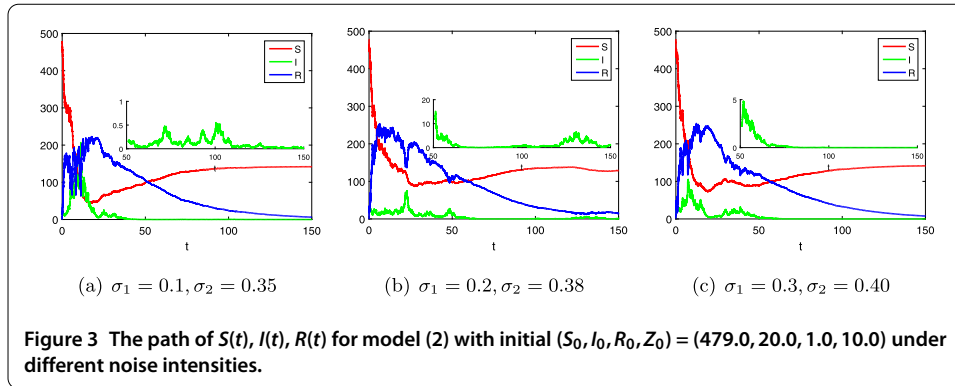 500
400
300
200
100
0
0 50 100 150
t
S
I
R
1
0.5
0
50 100 150
(a) σ₁ = 0.1, σ₂ = 0.35
500
400
300
200
100
0
0 50 100 150
t
S
I
R
20
10
0
50 100 150
(b) σ₁ = 0.2, σ₂ = 0.38
500
400
300
200
100
0
0 50 100 150
t
S
I
R
5
0
50 100 150
(c) σ₁ = 0.3, σ₂ = 0.40
Figure 3 The path of S(t), I(t), R(t) for model (2) with initial (S₀, I₀, R₀, Z₀) = (479.0, 20.0, 1.0, 10.0) under
different noise intensities.